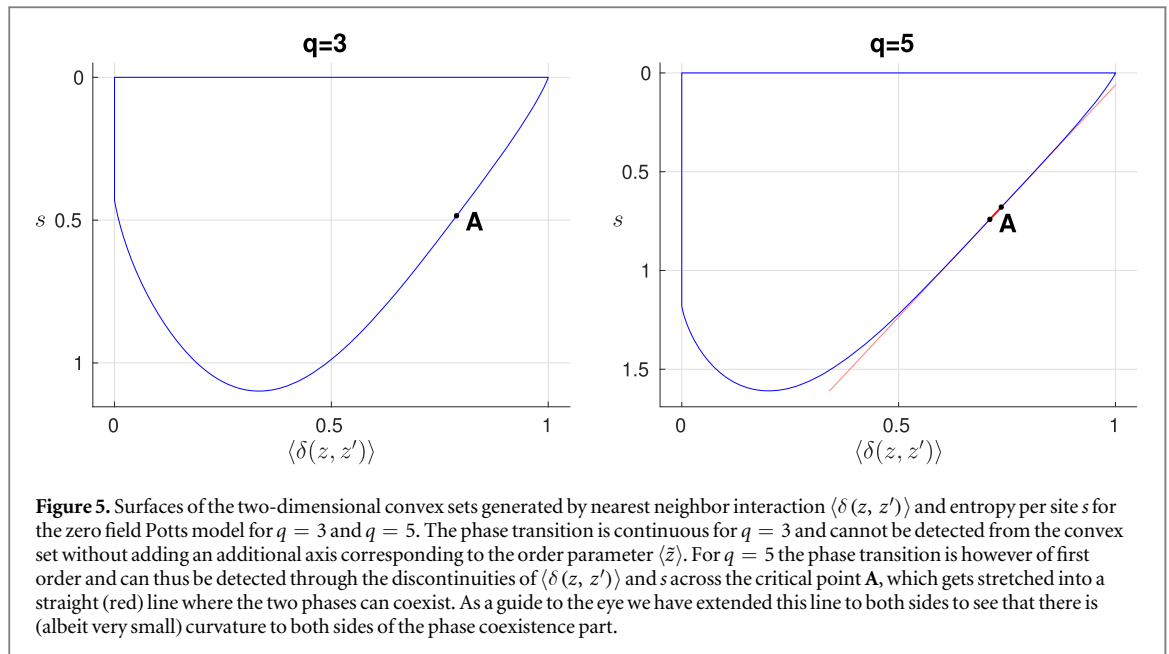 q=3
q=5
0
0.5
1
s
A
0
0.5
1
⟨δ(z, z′)⟩
0
0.5
1
1.5
s
A
0
0.5
1
⟨δ(z, z′)⟩
Figure 5. Surfaces of the two-dimensional convex sets generated by nearest neighbor interaction ⟨δ (z, z′)⟩ and entropy per site s for
the zero field Potts model for q = 3 and q = 5. The phase transition is continuous for q = 3 and cannot be detected from the convex
set without adding an additional axis corresponding to the order parameter ⟨z̃⟩. For q = 5 the phase transition is however of first
order and can thus be detected through the discontinuities of ⟨δ (z, z′)⟩ and s across the critical point A, which gets stretched into a
straight (red) line where the two phases can coexist. As a guide to the eye we have extended this line to both sides to see that there is
(albeit very small) curvature to both sides of the phase coexistence part.